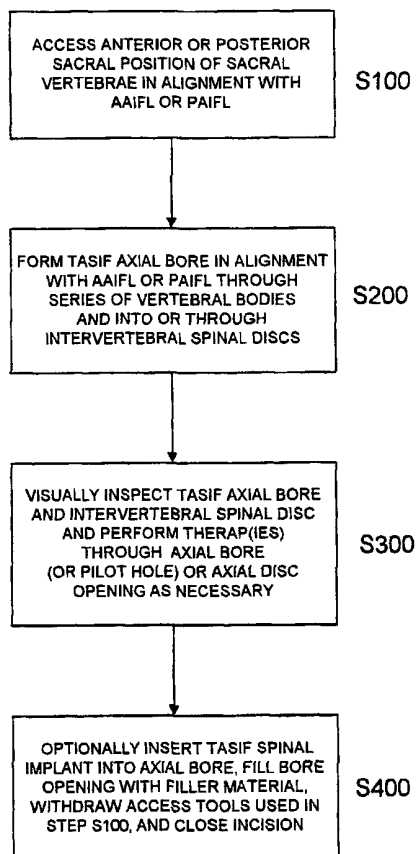 ACCESS ANTERIOR OR POSTERIOR
SACRAL POSITION OF SACRAL
VERTEBRAE IN ALIGNMENT WITH
AAIFL OR PAIFL
S100
FORM TASIF AXIAL BORE IN ALIGNMENT
WITH AAIFL OR PAIFL THROUGH
SERIES OF VERTEBRAL BODIES
AND INTO OR THROUGH
INTERVERTEBRAL SPINAL DISCS
S200
VISUALLY INSPECT TASIF AXIAL BORE
AND INTERVERTEBRAL SPINAL DISC
AND PERFORM THERAP(IES)
THROUGH AXIAL BORE
(OR PILOT HOLE) OR AXIAL DISC
OPENING AS NECESSARY
S300
OPTIONALLY INSERT TASIF SPINAL
IMPLANT INTO AXIAL BORE, FILL BORE
OPENING WITH FILLER MATERIAL,
WITHDRAW ACCESS TOOLS USED IN
STEP S100, AND CLOSE INCISION
S400